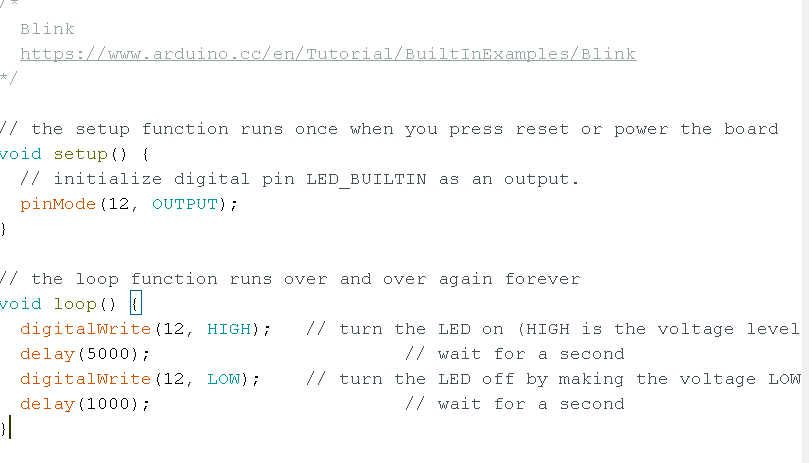 /*
  Blink
  https://www.arduino.cc/en/Tutorial/BuiltInExamples/Blink
*/
// the setup function runs once when you press reset or power the board
void setup() {
  // initialize digital pin LED_BUILTIN as an output.
  pinMode(12, OUTPUT);
}
// the loop function runs over and over again forever
void loop() {
  digitalWrite(12, HIGH);   // turn the LED on (HIGH is the voltage level
  delay(5000);                       // wait for a second
  digitalWrite(12, LOW);    // turn the LED off by making the voltage LOW
  delay(1000);                       // wait for a second
}